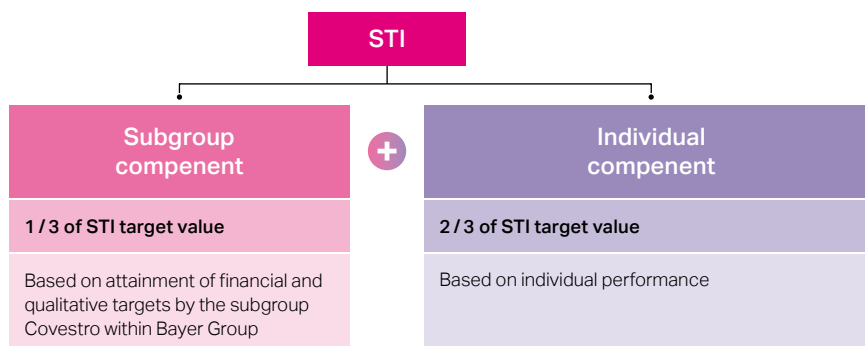 STI
Subgroup
compenent
+
Individual
compenent
1 / 3 of STI target value
2 / 3 of STI target value
Based on attainment of financial and
qualitative targets by the subgroup
Covestro within Bayer Group
Based on individual performance